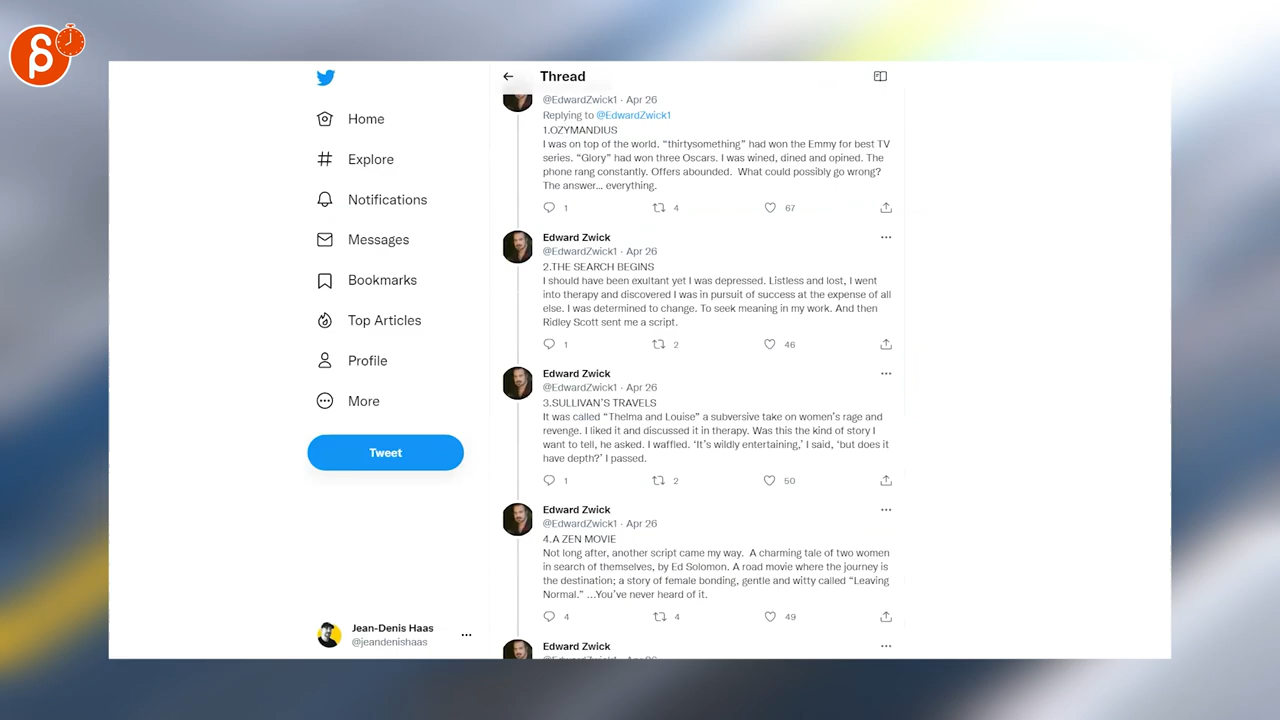 Thread
Home
Explore
Notifications
Messages
Bookmarks
Top Articles
Profile
More
Tweet
Jean-Denis Haas
@jeandenishaas
@EdwardZwick1 · Apr 26
Replying to @EdwardZwick1
1.OZYMANDIUS
I was on top of the world. “thirtysomething” had won the Emmy for best TV
series. “Glory” had won three Oscars. I was wined, dined and opined. The
phone rang constantly. Offers abounded.  What could possibly go wrong?
The answer… everything.
1 4 67
Edward Zwick
@EdwardZwick1 · Apr 26
2.THE SEARCH BEGINS
I should have been exultant yet I was depressed. Listless and lost, I went
into therapy and discovered I was in pursuit of success at the expense of all
else. I was determined to change. To seek meaning in my work. And then
Ridley Scott sent me a script.
1 2 46
Edward Zwick
@EdwardZwick1 · Apr 26
3.SULLIVAN’S TRAVELS
It was called “Thelma and Louise” a subversive take on women’s rage and
revenge. I liked it and discussed it in therapy. Was this the kind of story I
want to tell, he asked. I waffled. ‘It’s wildly entertaining,’ I said, ‘but does it
have depth?’ I passed.
1 2 50
Edward Zwick
@EdwardZwick1 · Apr 26
4.A ZEN MOVIE
Not long after, another script came my way.  A charming tale of two women
in search of themselves, by Ed Solomon. A road movie where the journey is
the destination; a story of female bonding, gentle and witty called “Leaving
Normal.” …You’ve never heard of it.
4 4 49
Edward Zwick